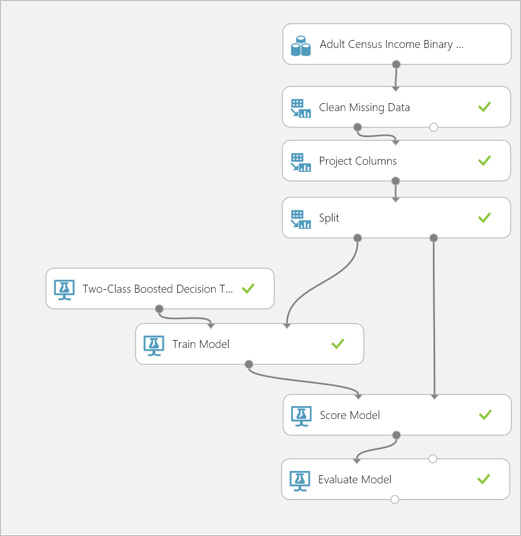 Adult Census Income Binary ...
Clean Missing Data
Project Columns
Split
Two-Class Boosted Decision T...
Train Model
Score Model
Evaluate Model